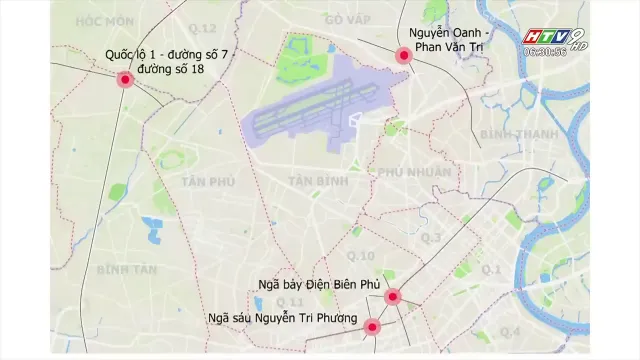 HÓC MÔN
Q.12
GÒ VẤP
HTV9
HD
06:30:56
Nguyễn Oanh -
Phan Văn Trị
Quốc lộ 1 - đường số 7 -
đường số 18
BÌNH THẠNH
PHÚ NHUẬN
TÂN PHÚ
TÂN BÌNH
Q.3
Q.10
Q.1
BÌNH TÂN
Ngã bảy Điện Biên Phủ
Q.11
Ngã sáu Nguyễn Tri Phương
Q.4